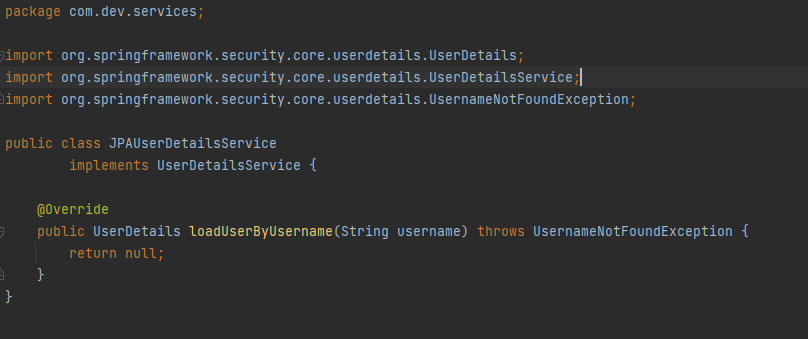 package com.dev.services;
import org.springframework.security.core.userdetails.UserDetails;
import org.springframework.security.core.userdetails.UserDetailsService;
import org.springframework.security.core.userdetails.UsernameNotFoundException;
public class JPAUserDetailsService
implements UserDetailsService {
@Override
public UserDetails loadUserByUsername(String username) throws UsernameNotFoundException {
return null;
}
}